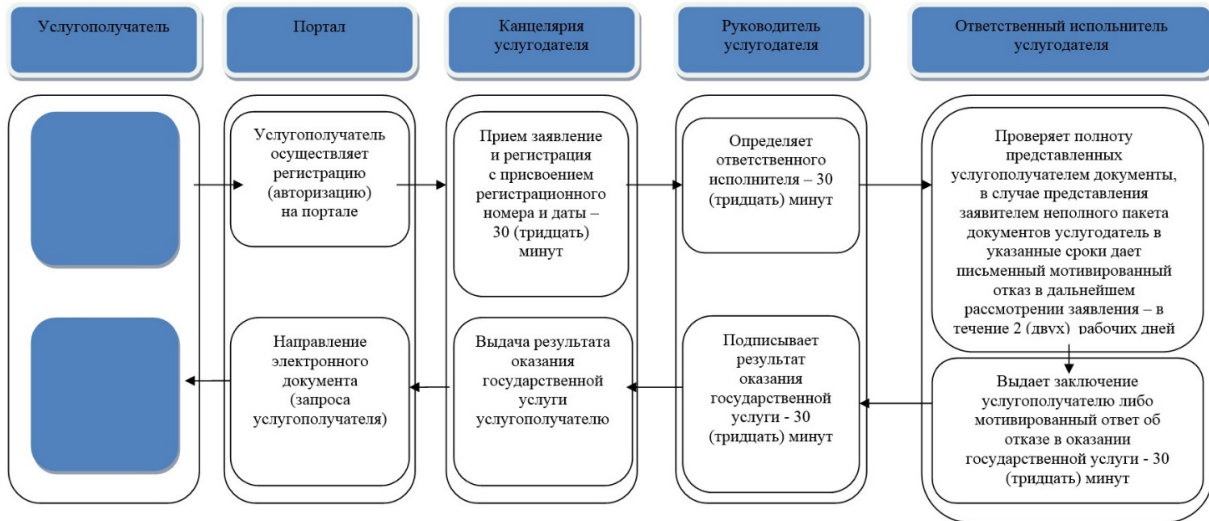 Услугополучатель
Портал
Канцелярия
услугодателя
Руководитель
услугодателя
Ответственный испольнитель
услугодателя
Услугополучатель
осуществляет
регистрацию
(авторизацию)
на портале
Прием заявление
и регистрация
с присвоением
регистрационного
номера и даты –
30 (тридцать)
минут
Определяет
ответственного
исполнителя – 30
(тридцать) минут
Проверяет полноту
представленных
услугополучателем документы,
в случае представления
заявителем неполного пакета
документов услугодатель в
указанные сроки дает
письменный мотивированный
отказ в дальнейшем
рассмотрении заявления – в
течение 2 (двух) рабочих дней
Направление
электронного
документа
(запроса
услугополучателя)
Выдача результата
оказания
государственной
услуги
услугополучателю
Подписывает
результат
оказания
государственной
услуги - 30
(тридцать) минут
Выдает заключение
услугополучателю либо
мотивированный ответ об
отказе в оказании
государственной услуги - 30
(тридцать) минут